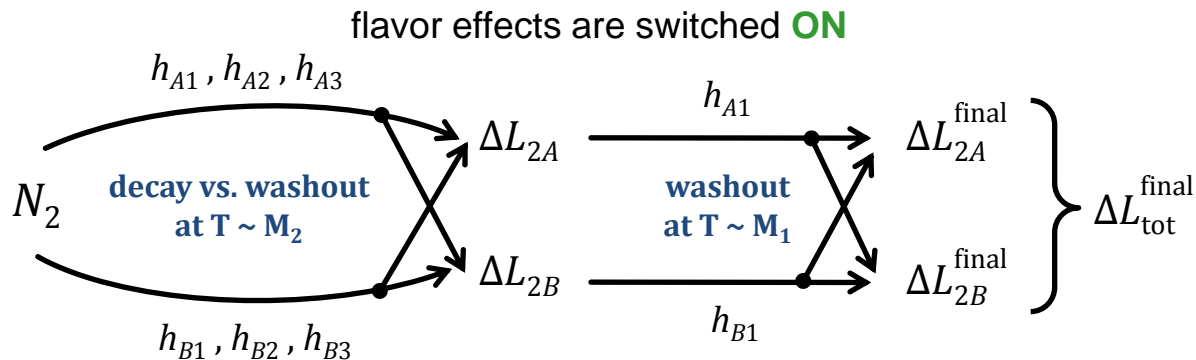 flavor effects are switched ON
h_{A1} , h_{A2} , h_{A3}
h_{A1}
ΔL_{2A}
ΔL_{2A}^{final}
N_2
decay vs. washout
at T ~ M_2
washout
at T ~ M_1
ΔL_{tot}^{final}
ΔL_{2B}
ΔL_{2B}^{final}
h_{B1} , h_{B2} , h_{B3}
h_{B1}